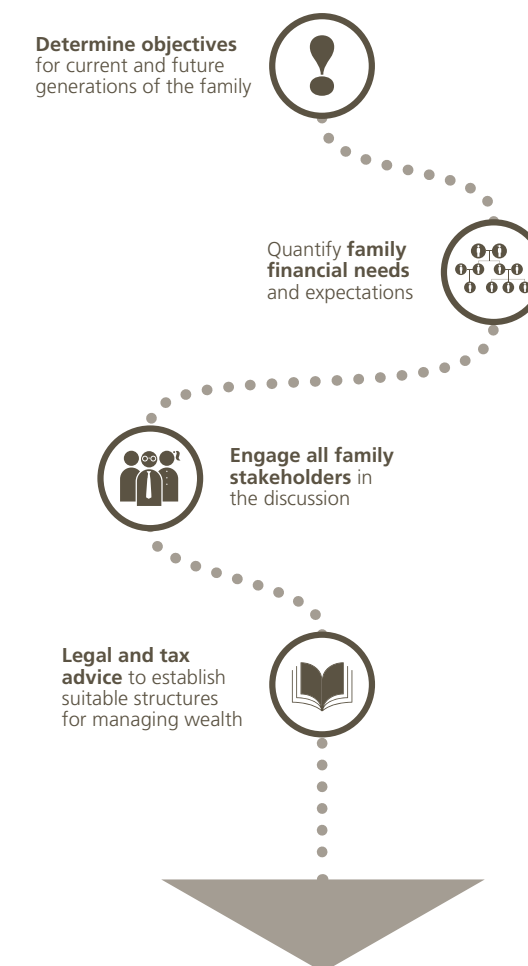 Determine objectives
for current and future
generations of the family
Quantify family
financial needs
and expectations
Engage all family
stakeholders in
the discussion
Legal and tax
advice to establish
suitable structures
for managing wealth